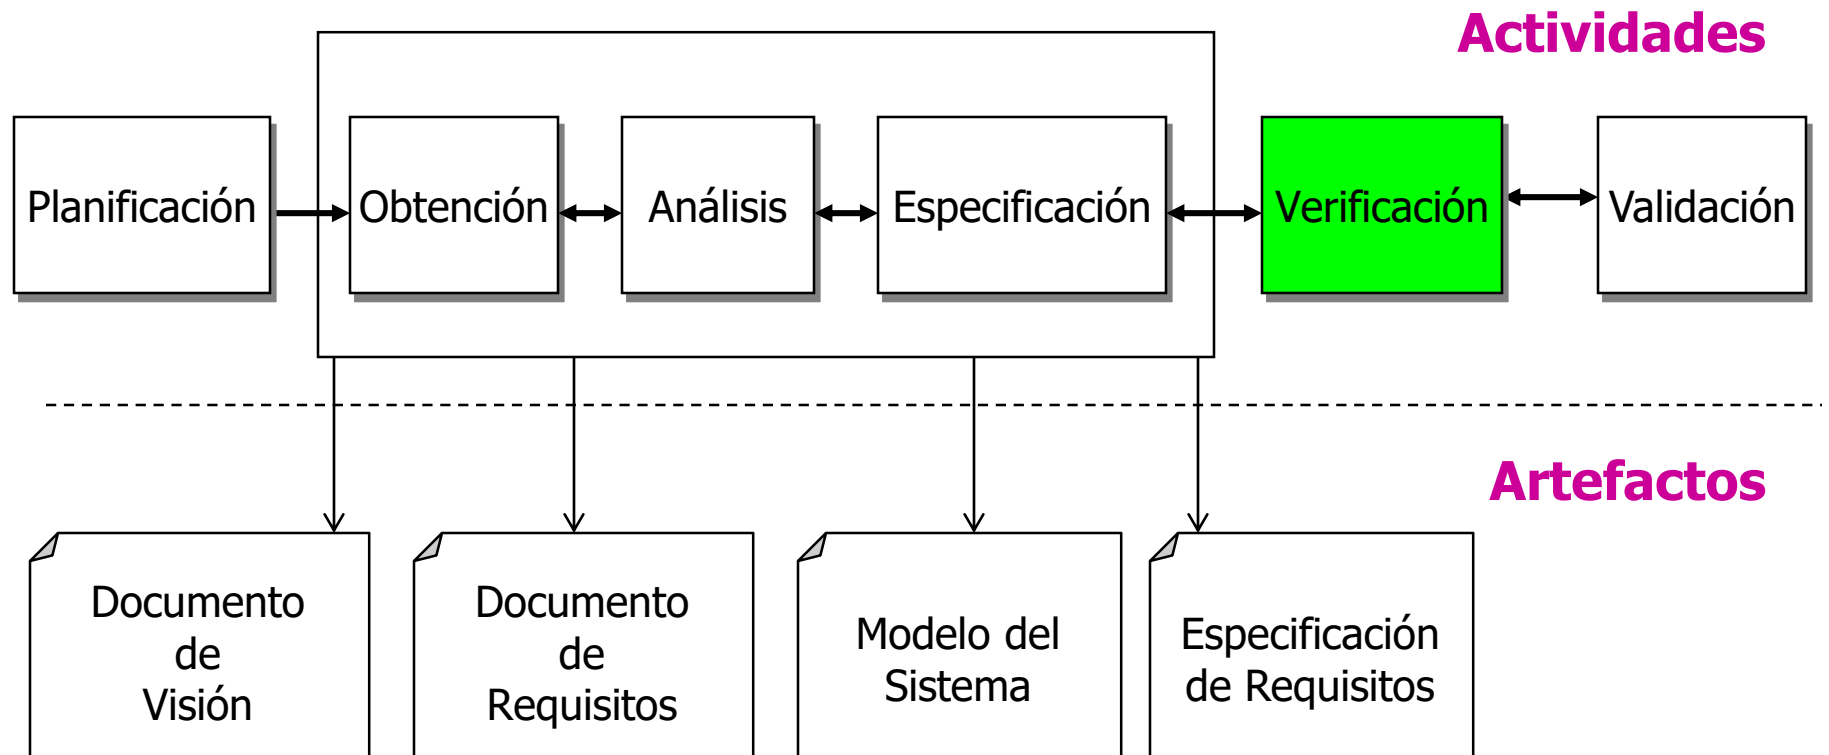 Actividades
Planificación
Obtención
Análisis
Especificación
Verificación
Validación
Artefactos
Documento
de
Visión
Documento
de
Requisitos
Modelo del
Sistema
Especificación
de Requisitos